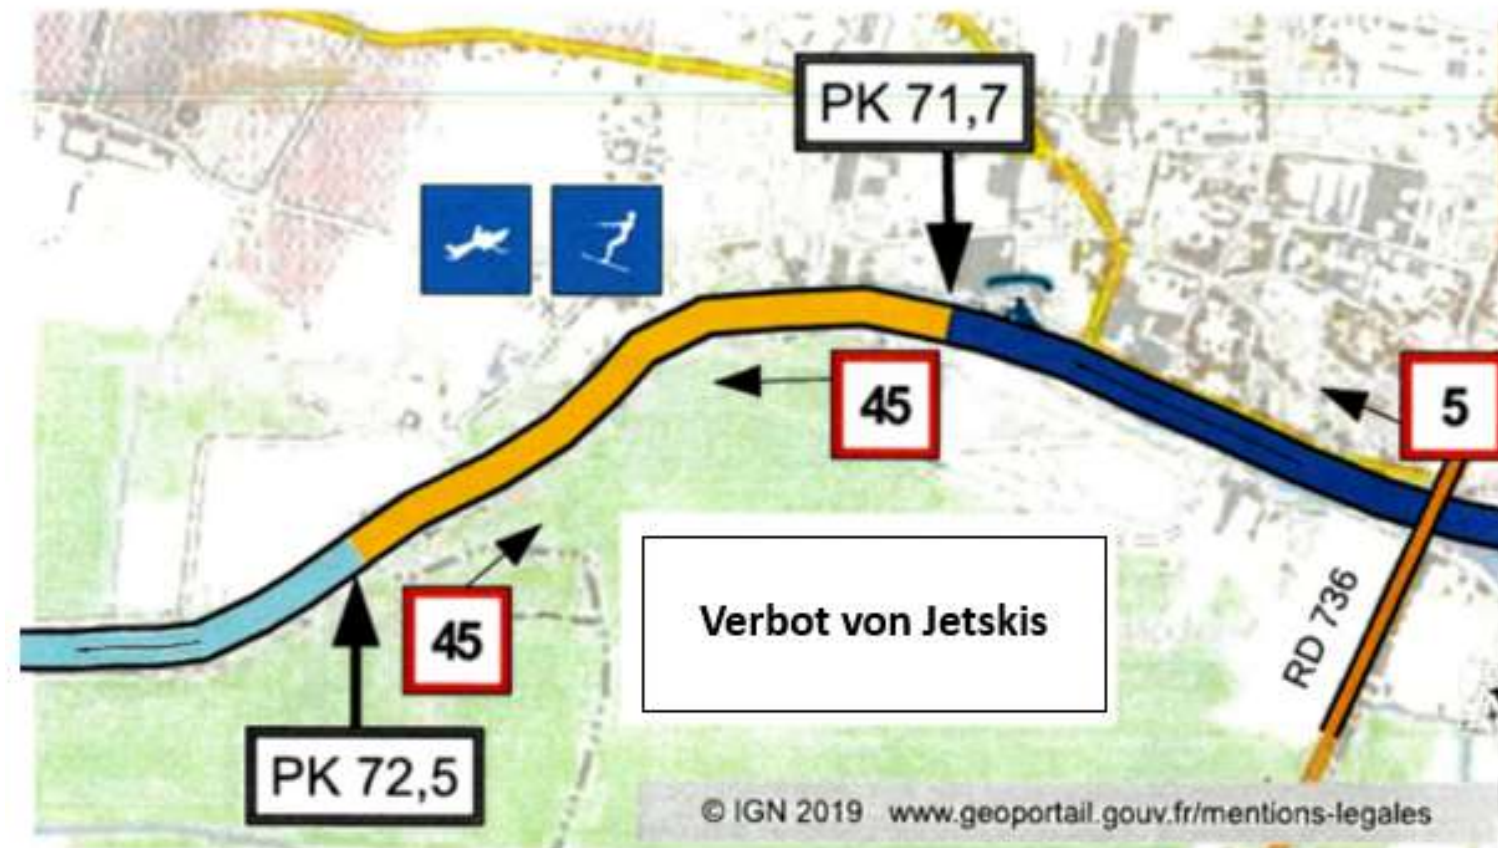 PK 71,7
45
5
45
Verbot von Jetskis
RD 736
PK 72,5
© IGN 2019 www.geoportail.gouv.fr/mentions-legales